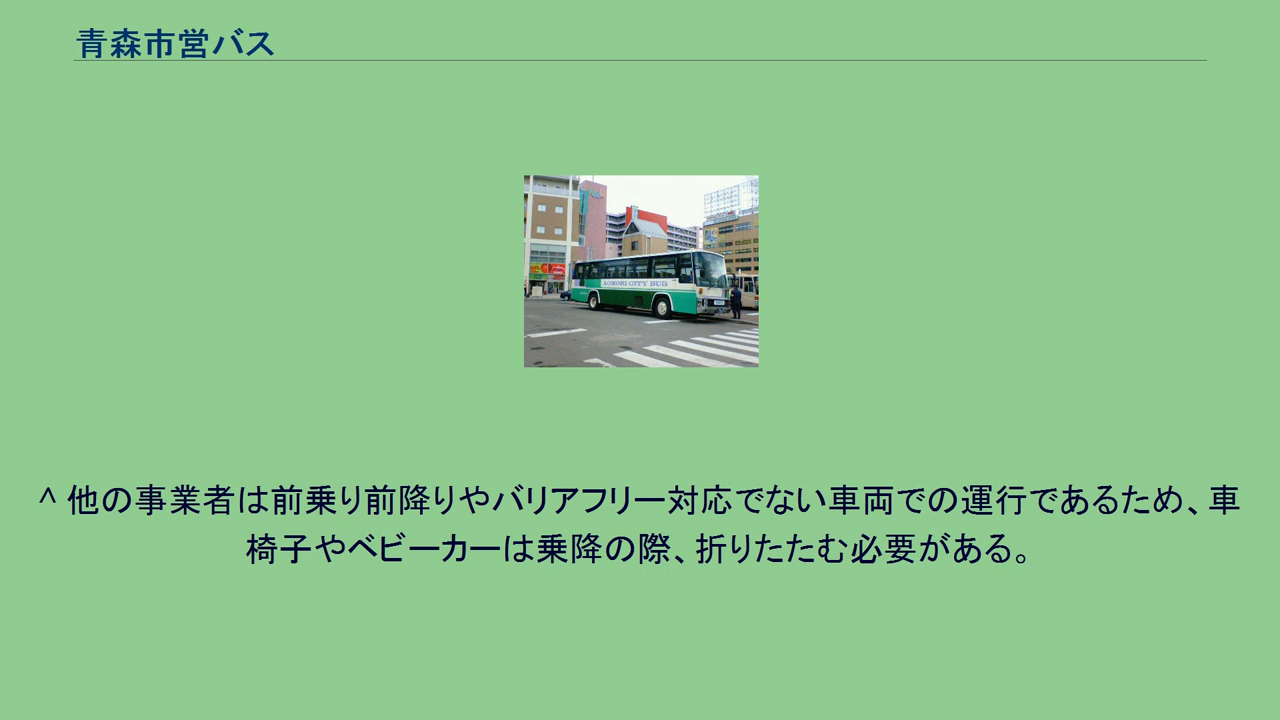 青森市営バス
AOMORI CITY BUS
^ 他の事業者は前乗り前降りやバリアフリー対応でない車両での運行であるため、車
椅子やベビーカーは乗降の際、折りたたむ必要がある。